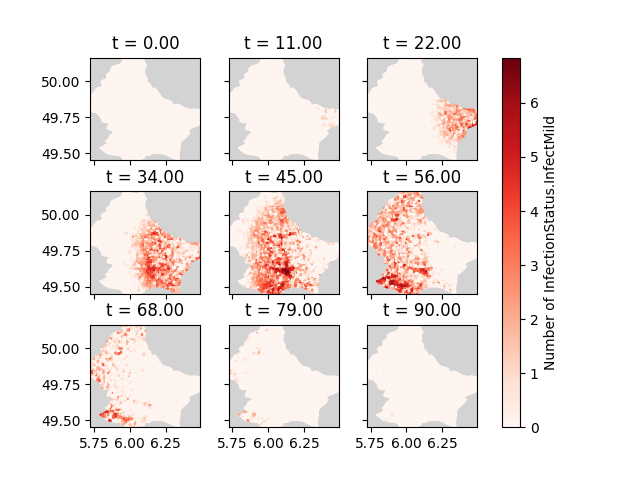 t = 0.00
t = 11.00
t = 22.00
50.00
49.75
49.50
t = 34.00
t = 45.00
t = 56.00
50.00
49.75
49.50
t = 68.00
t = 79.00
t = 90.00
50.00
49.75
49.50
5.75 6.00 6.25
5.75 6.00 6.25
5.75 6.00 6.25
6
5
4
3
2
1
0
Number of InfectionStatus.InfectMild